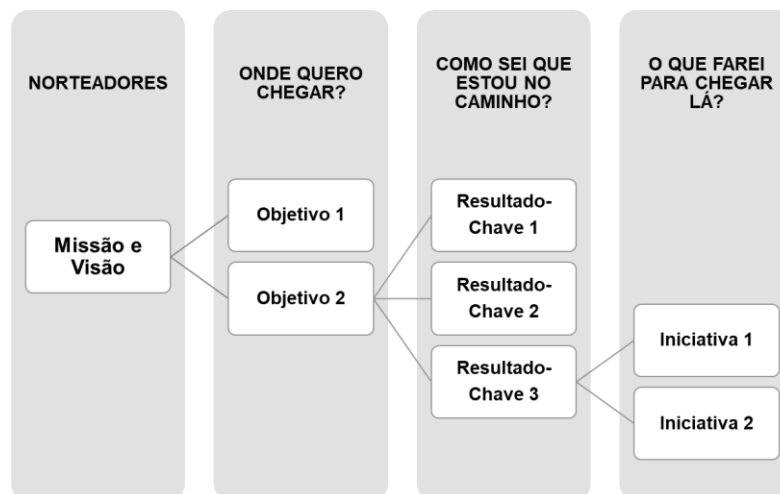 NORTEADORES
ONDE QUERO
CHEGAR?
COMO SEI QUE
ESTOU NO
CAMINHO?
O QUE FAREI
PARA CHEGAR
LÁ?
Missão e
Visão
Objetivo 1
Objetivo 2
Resultado-
Chave 1
Resultado-
Chave 2
Resultado-
Chave 3
Iniciativa 1
Iniciativa 2